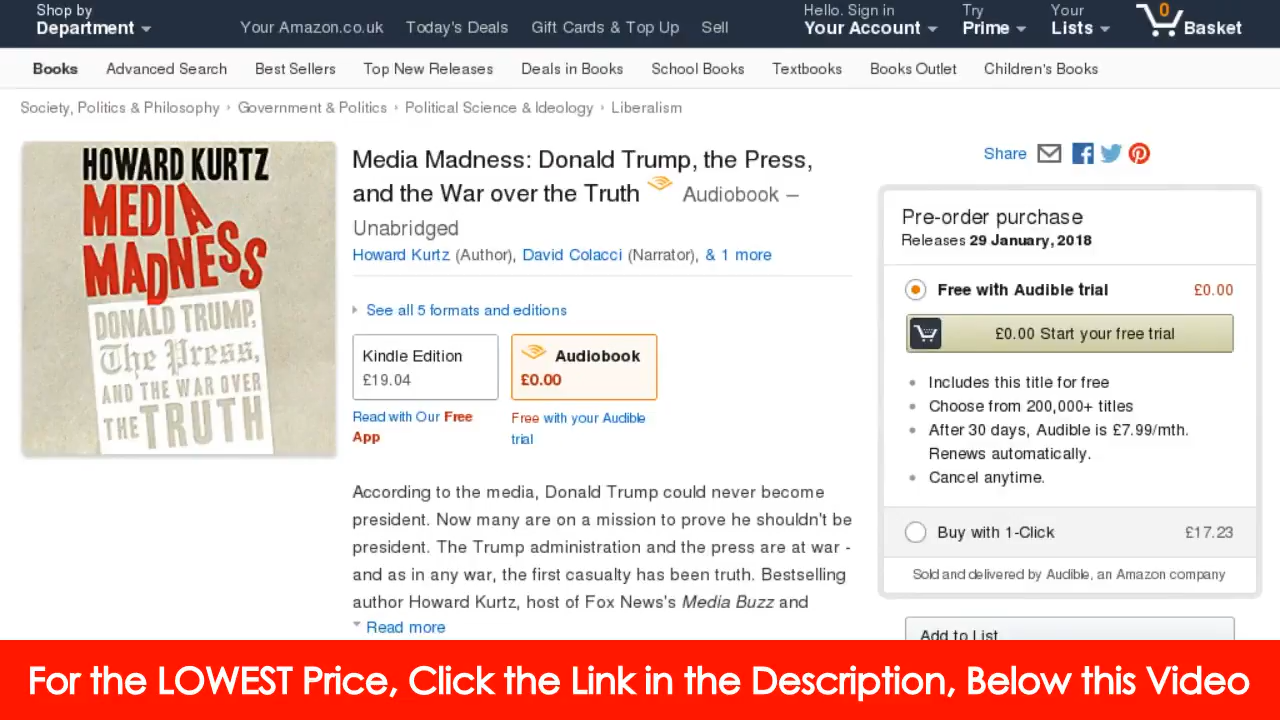 Shop by
Department
Your Amazon.co.uk
Today's Deals
Gift Cards & Top Up
Sell
Hello. Sign in
Your Account
Try
Prime
Your
Lists
0
Basket
Books
Advanced Search
Best Sellers
Top New Releases
Deals in Books
School Books
Textbooks
Books Outlet
Children's Books
Society, Politics & Philosophy › Government & Politics › Political Science & Ideology › Liberalism
HOWARD KURTZ
MEDIA
MADNESS
DONALD TRUMP,
The Press,
AND THE WAR OVER
THE TRUTH
Media Madness: Donald Trump, the Press,
and the War over the Truth Audiobook –
Unabridged
Howard Kurtz (Author), David Colacci (Narrator), & 1 more
See all 5 formats and editions
Kindle Edition
£19.04
Read with Our Free
App
Audiobook
£0.00
Free with your Audible
trial
According to the media, Donald Trump could never become
president. Now many are on a mission to prove he shouldn't be
president. The Trump administration and the press are at war -
and as in any war, the first casualty has been truth. Bestselling
author Howard Kurtz, host of Fox News's Media Buzz and
Read more
Share
Pre-order purchase
Releases 29 January, 2018
Free with Audible trial £0.00
£0.00 Start your free trial
• Includes this title for free
• Choose from 200,000+ titles
• After 30 days, Audible is £7.99/mth.
Renews automatically.
• Cancel anytime.
Buy with 1-Click £17.23
Sold and delivered by Audible, an Amazon company
Add to List
For the LOWEST Price, Click the Link in the Description, Below this Video